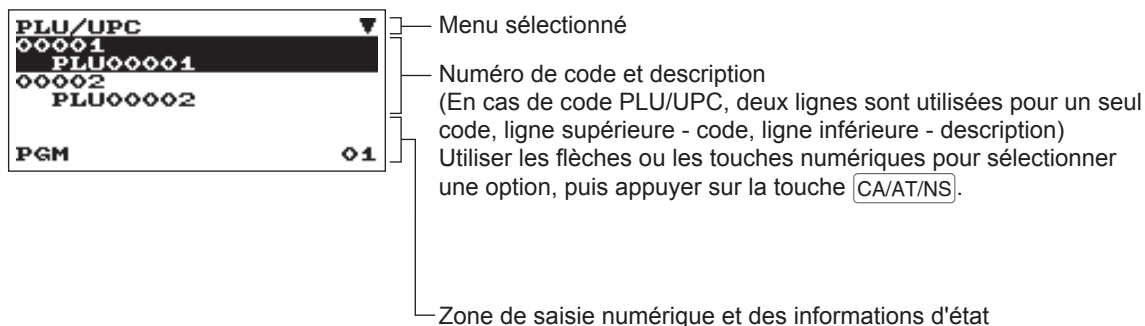 PLU/UPC ▼
00001
PLU00001
00002
PLU00002
PGM 01
Menu sélectionné
Numéro de code et description
(En cas de code PLU/UPC, deux lignes sont utilisées pour un seul
code, ligne supérieure - code, ligne inférieure - description)
Utiliser les flèches ou les touches numériques pour sélectionner
une option, puis appuyer sur la touche CA/AT/NS.
Zone de saisie numérique et des informations d'état